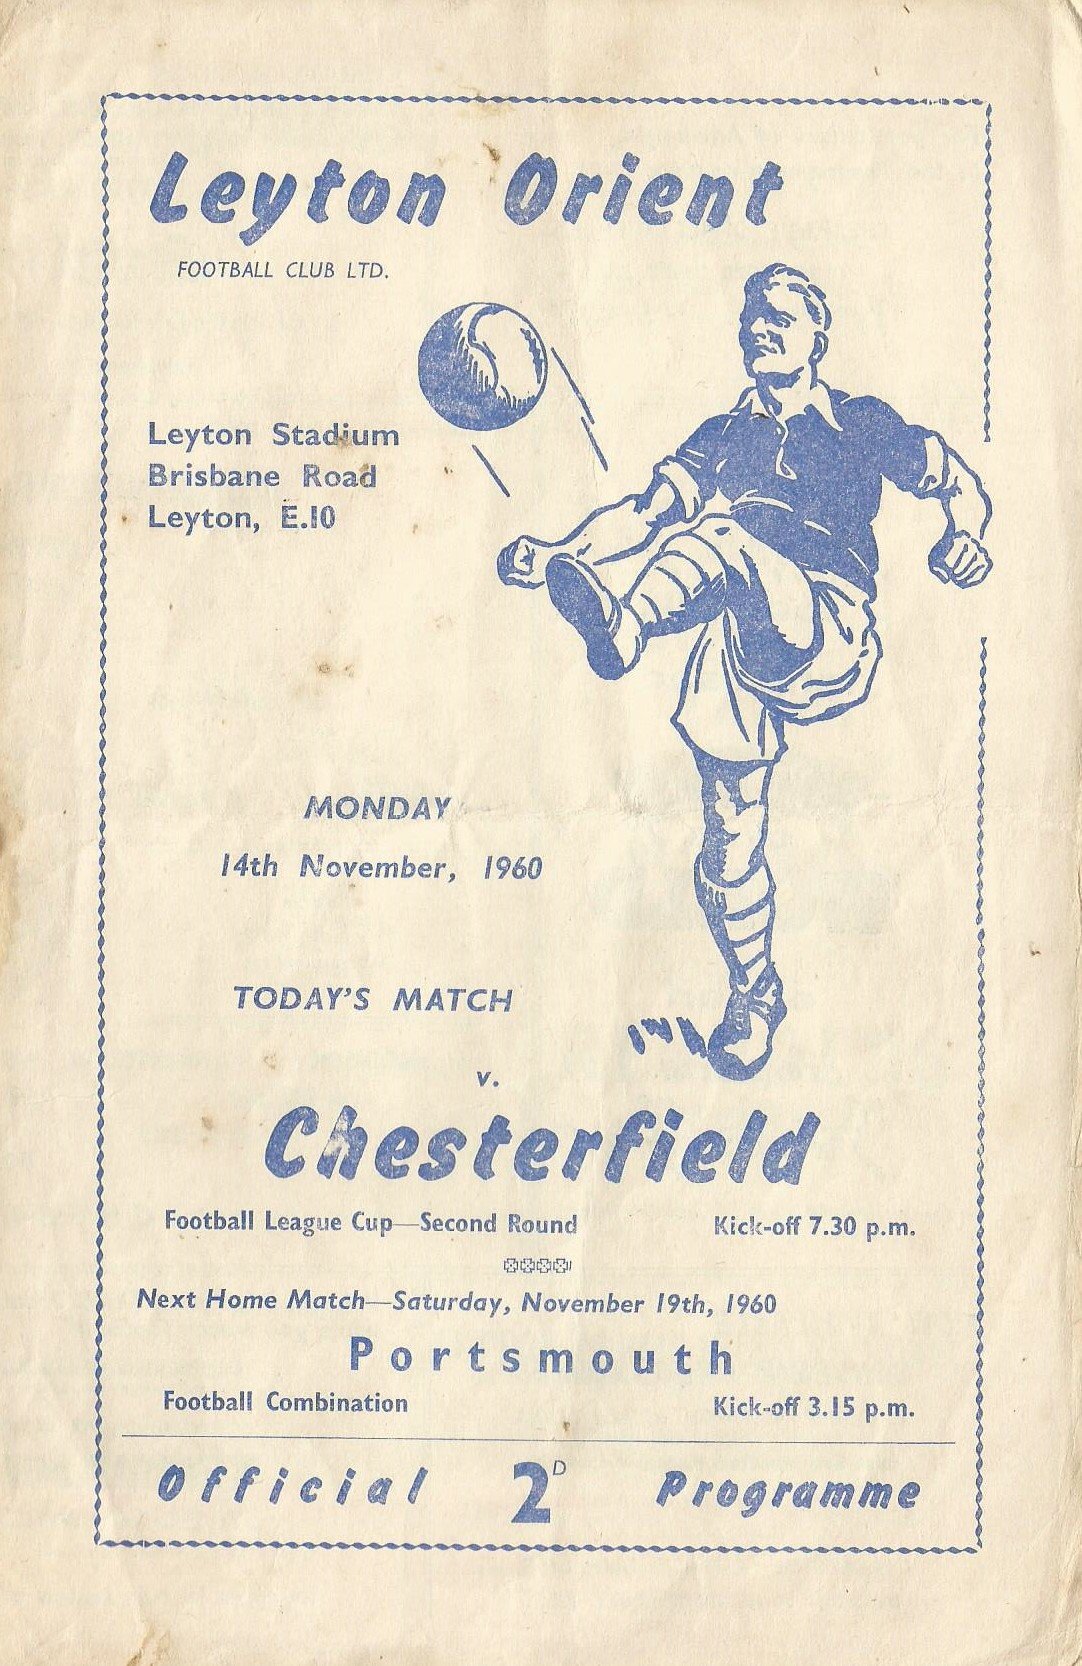 Leyton Orient
FOOTBALL CLUB LTD.
Leyton Stadium
Brisbane Road
Leyton, E.10
MONDAY
14th November, 1960
TODAY'S MATCH
v.
Chesterfield
Football League Cup—Second Round Kick-off 7.30 p.m.
Next Home Match—Saturday, November 19th, 1960
Portsmouth
Football Combination Kick-off 3.15 p.m.
Official 2D Programme